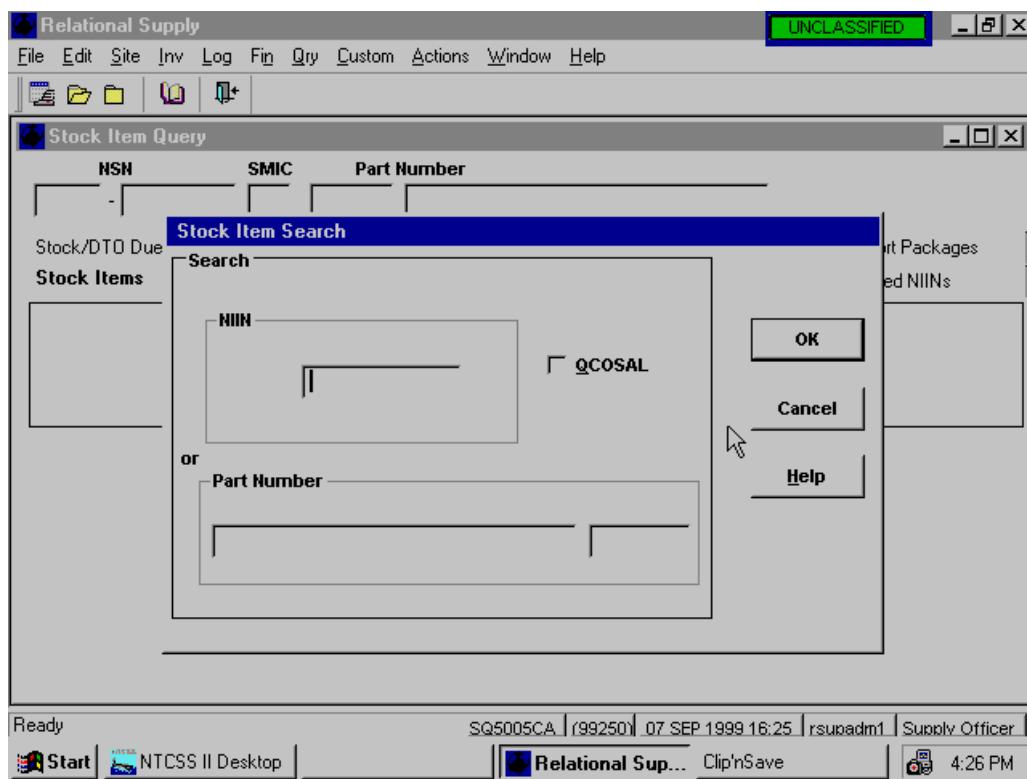 Relational Supply UNCLASSIFIED
File Edit Site Inv Log Fin Qry Custom Actions Window Help
Stock Item Query
NSN SMIC Part Number
-
Stock/DTO Due rt Packages
Stock Items ed NIINs
Stock Item Search
Search
NIIN
OK
QCOSAL
Cancel
or
Part Number
Help
Ready SQ5005CA (99250) 07 SEP 1999 16:25 rsupadm1 Supply Officer
Start NTCSS II Desktop Relational Sup... Clip'nSave 4:26 PM